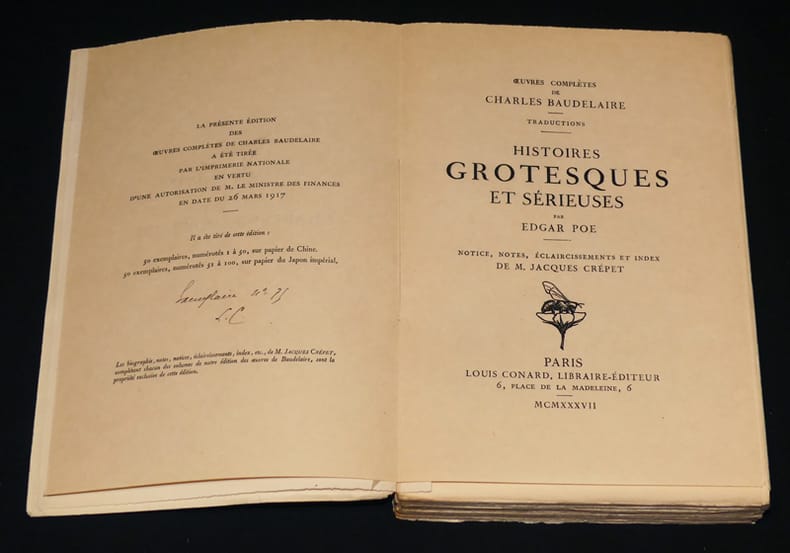 LA PRÉSENTE ÉDITION
DES
ŒUVRES COMPLÈTES DE CHARLES BAUDELAIRE
A ÉTÉ TIRÉE
PAR L'IMPRIMERIE NATIONALE
EN VERTU
D'UNE AUTORISATION DE M. LE MINISTRE DES FINANCES
EN DATE DU 26 MARS 1917
Il a été tiré de cette édition :
50 exemplaires, numérotés 1 à 50, sur papier de Chine.
50 exemplaires, numérotés 51 à 100, sur papier du Japon impérial.
Exemplaire n° 75
L. C
Les biographie, notes, notices, éclaircissements, index, etc., de M. JACQUES CRÉPET,
complétant chacun des volumes de notre édition des œuvres de Baudelaire, sont la
propriété exclusive de cette édition.
ŒUVRES COMPLÈTES
DE
CHARLES BAUDELAIRE
TRADUCTIONS
HISTOIRES
GROTESQUES
ET SÉRIEUSES
PAR
EDGAR POE
NOTICE, NOTES, ÉCLAIRCISSEMENTS ET INDEX
DE M. JACQUES CRÉPET
PARIS
LOUIS CONARD, LIBRAIRE-ÉDITEUR
6, PLACE DE LA MADELEINE, 6
MCMXXXVII